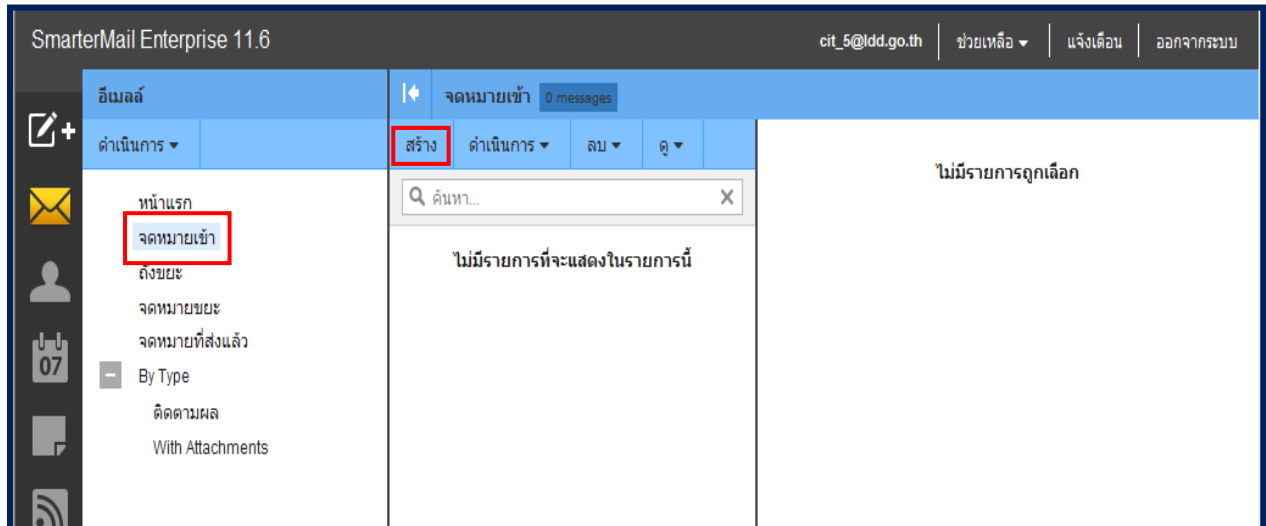 SmarterMail Enterprise 11.6
cit_5@ldd.go.th ช่วยเหลือ แจ้งเตือน ออกจากระบบ
อีเมลล์
จดหมายเข้า 0 messages
ดำเนินการ
สร้าง ดำเนินการ ลบ ดู
ค้นหา...
ไม่มีรายการถูกเลือก
หน้าแรก
จดหมายเข้า
ถังขยะ
จดหมายขยะ
จดหมายที่ส่งแล้ว
By Type
ติดตามผล
With Attachments
ไม่มีรายการที่จะแสดงในรายการนี้
07